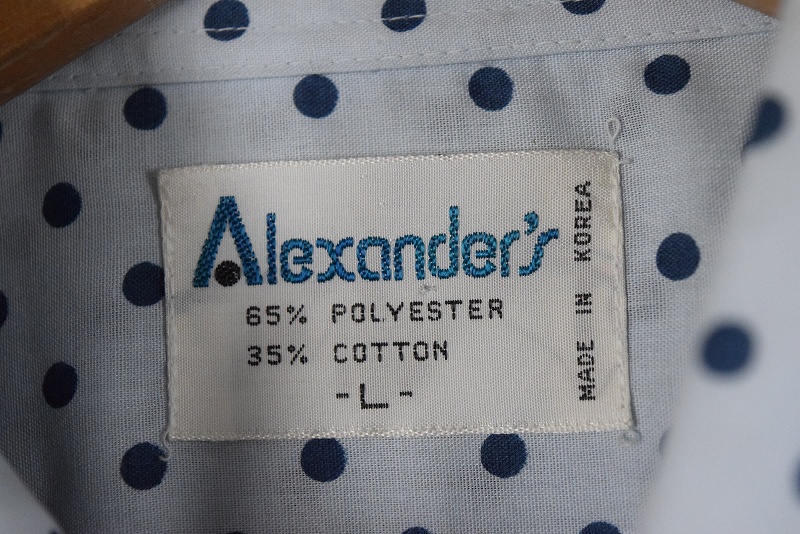 Alexander's
65% POLYESTER
35% COTTON
-L-
MADE IN KOREA